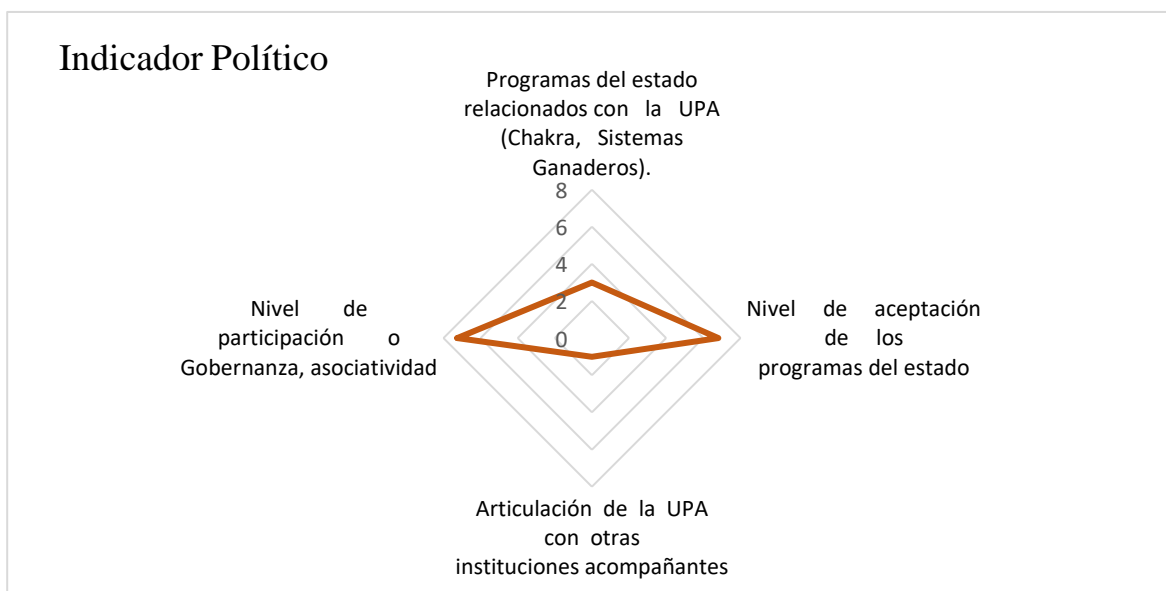 Indicador Político
Programas del estado
relacionados con la UPA
(Chakra, Sistemas
Ganaderos).
8
6
4
2
0
Nivel de
participación o
Gobernanza, asociatividad
Nivel de aceptación
de los
programas del estado
Articulación de la UPA
con otras
instituciones acompañantes